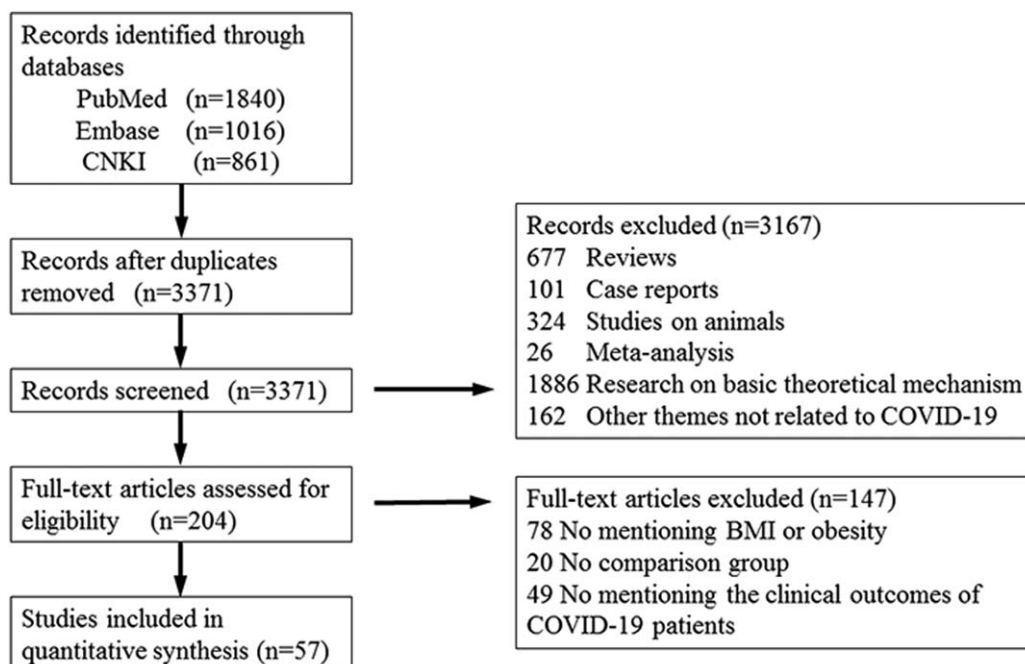 Records identified through
databases
PubMed (n=1840)
Embase (n=1016)
CNKI (n=861)
Records after duplicates
removed (n=3371)
Records screened (n=3371)
Records excluded (n=3167)
677 Reviews
101 Case reports
324 Studies on animals
26 Meta-analysis
1886 Research on basic theoretical mechanism
162 Other themes not related to COVID-19
Full-text articles assessed for
eligibility (n=204)
Full-text articles excluded (n=147)
78 No mentioning BMI or obesity
20 No comparison group
49 No mentioning the clinical outcomes of
COVID-19 patients
Studies included in
quantitative synthesis (n=57)